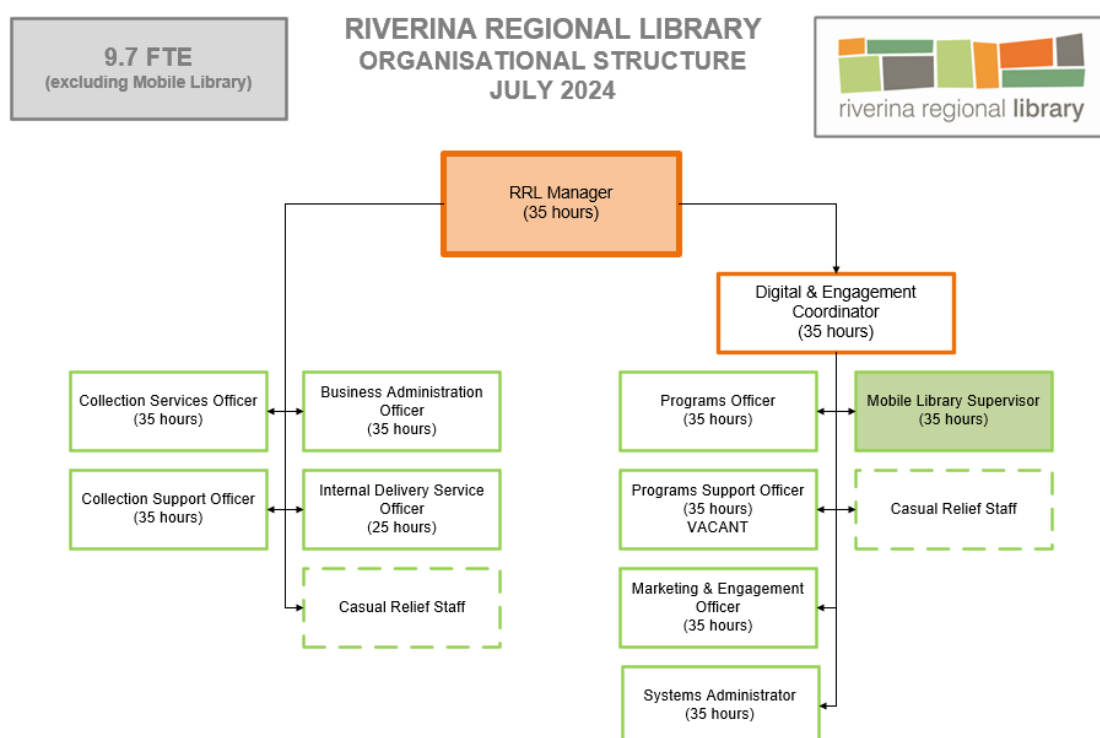 9.7 FTE
(excluding Mobile Library)
RIVERINA REGIONAL LIBRARY
ORGANISATIONAL STRUCTURE
JULY 2024
riverina regional library
RRL Manager
(35 hours)
Digital & Engagement
Coordinator
(35 hours)
Collection Services Officer
(35 hours)
Business Administration
Officer
(35 hours)
Programs Officer
(35 hours)
Mobile Library Supervisor
(35 hours)
Collection Support Officer
(35 hours)
Internal Delivery Service
Officer
(25 hours)
Programs Support Officer
(35 hours)
VACANT
Casual Relief Staff
Casual Relief Staff
Marketing & Engagement
Officer
(35 hours)
Systems Administrator
(35 hours)